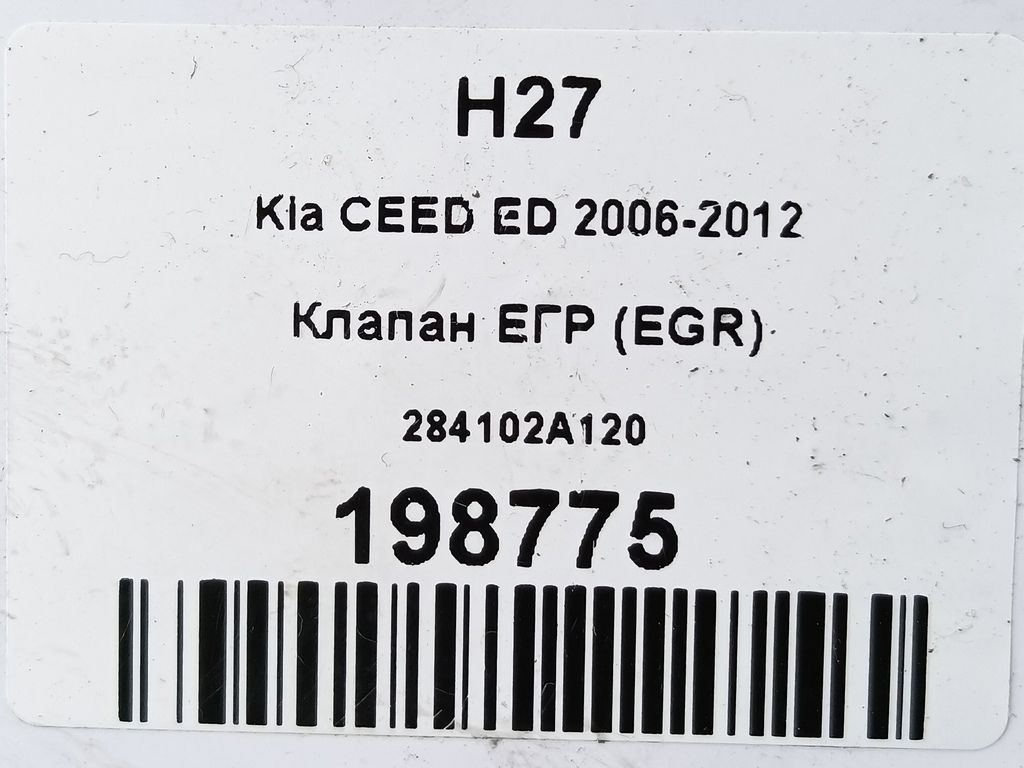 H27
Kia CEED ED 2006-2012
Клапан ЕГР (EGR)
284102A120
198775